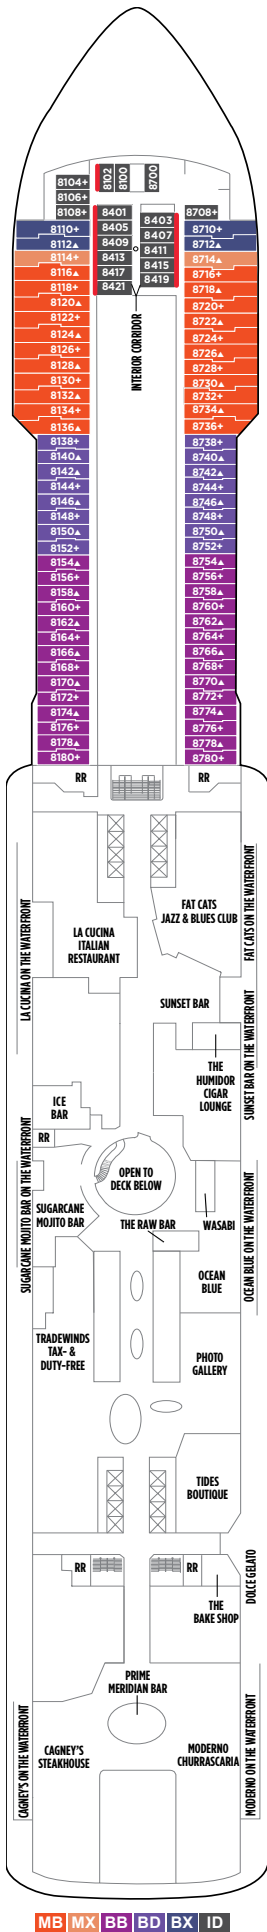 8102
8100
8700
8104+
8106+
8108+
8401
8405
8409
8413
8417
8421
8403
8407
8411
8415
8419
8708+
INTERIOR CORRIDOR
8110+
8112▲
8114+
8116▲
8118+
8120▲
8122+
8124▲
8126+
8128▲
8130+
8132▲
8134+
8136▲
8138+
8140▲
8142▲
8144+
8146▲
8148+
8150▲
8152+
8154▲
8156+
8158▲
8160+
8162▲
8164+
8166▲
8168+
8170▲
8172+
8174▲
8176+
8178▲
8180+
8710+
8712▲
8714▲
8716+
8718▲
8720+
8722▲
8724+
8726▲
8728+
8730▲
8732+
8734▲
8736+
8738+
8740▲
8742▲
8744+
8746▲
8748+
8750▲
8752+
8754▲
8756+
8758▲
8760+
8762▲
8764+
8766▲
8768+
8770▲
8772+
8774▲
8776+
8778▲
8780+
RR
RR
LA CUCINA ON THE WATERFRONT
LA CUCINA
ITALIAN
RESTAURANT
FAT CATS
JAZZ & BLUES CLUB
FAT CATS ON THE WATERFRONT
SUNSET BAR
SUNSET BAR ON THE WATERFRONT
THE
HUMIDOR
CIGAR
LOUNGE
ICE
BAR
RR
SUGARCANE MOJITO BAR ON THE WATERFRONT
OPEN TO
DECK BELOW
SUGARCANE
MOJITO BAR
THE RAW BAR
WASABI
OCEAN BLUE ON THE WATERFRONT
OCEAN
BLUE
TRADEWINDS
TAX- &
DUTY-FREE
PHOTO
GALLERY
TIDES
BOUTIQUE
RR
RR
DOLCE GELATO
THE
BAKE SHOP
PRIME
MERIDIAN BAR
CAGNEY'S ON THE WATERFRONT
CAGNEY'S
STEAKHOUSE
MODERNO
CHURRASCARIA
MODERNO ON THE WATERFRONT
MB MX BB BD BX ID